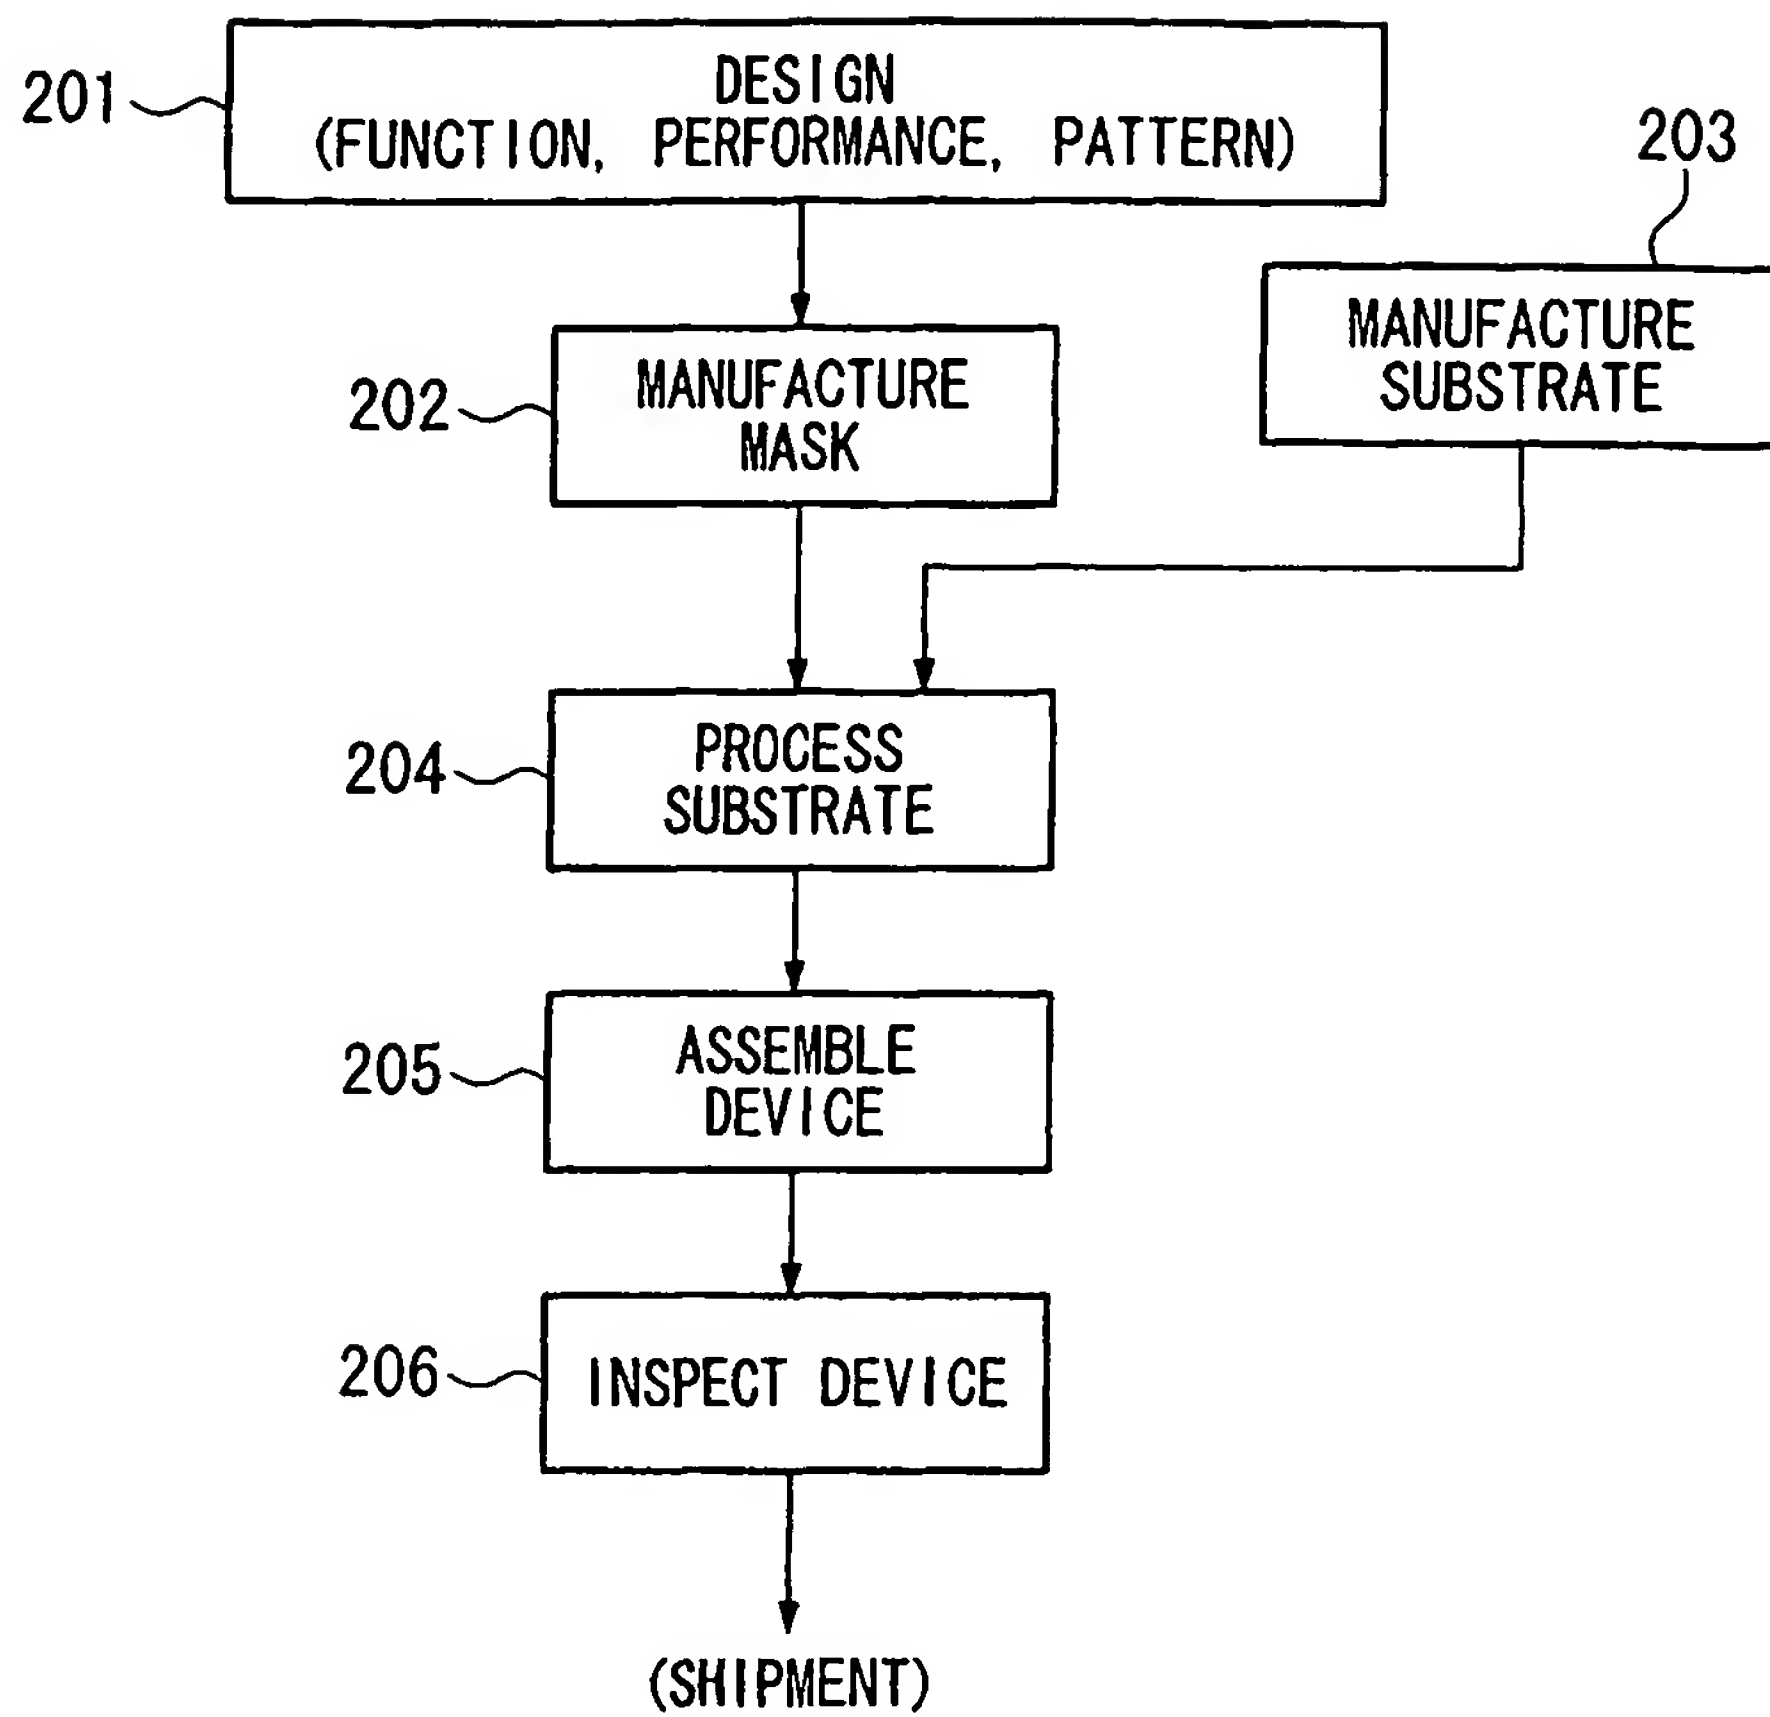 201
DESIGN
(FUNCTION, PERFORMANCE, PATTERN)
203
MANUFACTURE
SUBSTRATE
202
MANUFACTURE
MASK
204
PROCESS
SUBSTRATE
205
ASSEMBLE
DEVICE
206
INSPECT DEVICE
(SHIPMENT)